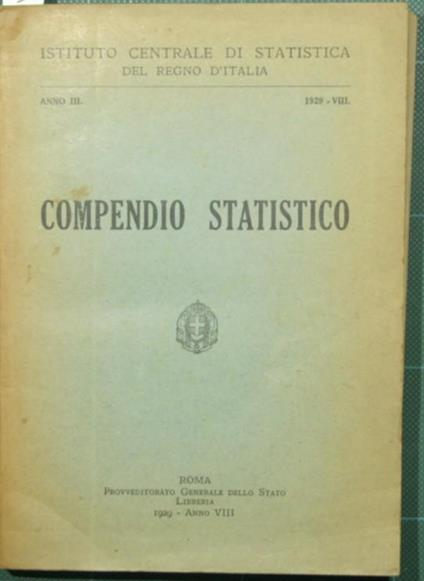 ISTITUTO CENTRALE DI STATISTICA
DEL REGNO D'ITALIA
ANNO III. 1929 - VIII.
COMPENDIO STATISTICO
ROMA
PROVVEDITORATO GENERALE DELLO STATO
LIBRERIA
1929 - ANNO VIII